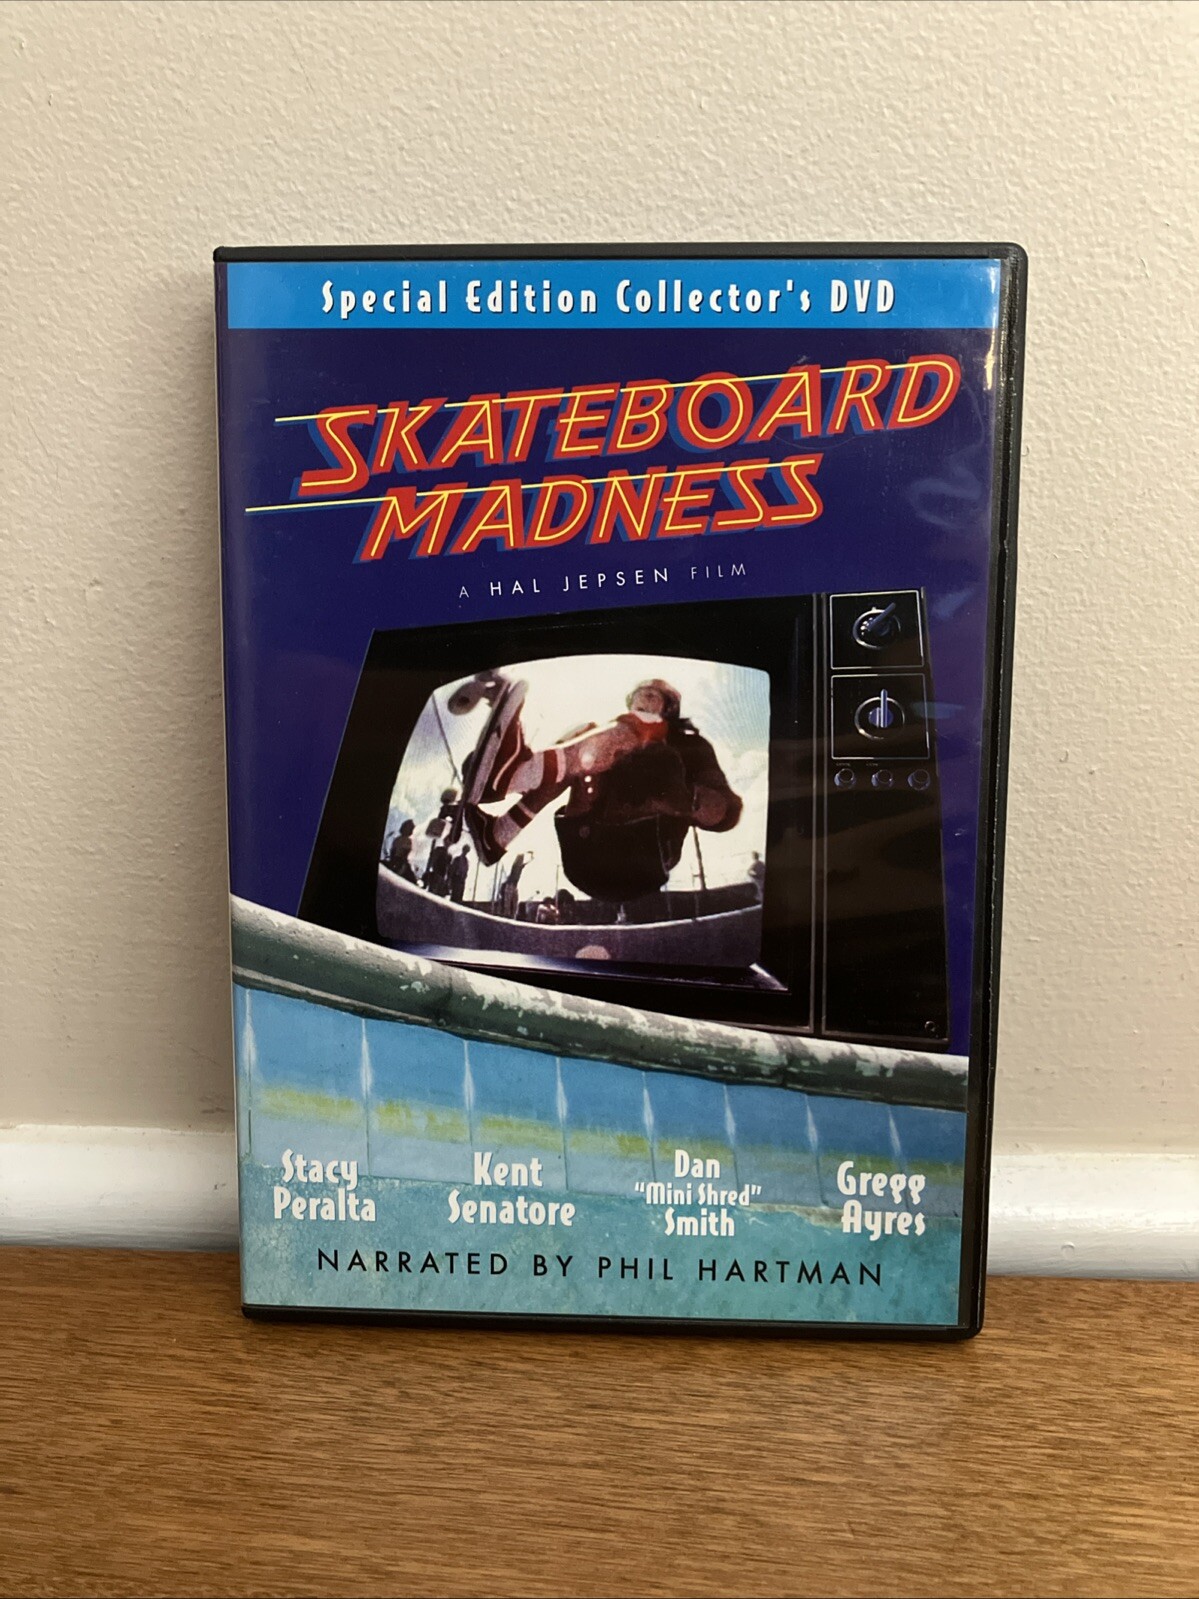 Special Edition Collector's DVD
SKATEBOARD
MADNESS
A HAL JEPSEN FILM
Stacy
Peralta
Kent
Senatore
Dan
"Mini Shred"
Smith
Gregg
Ayres
NARRATED BY PHIL HARTMAN